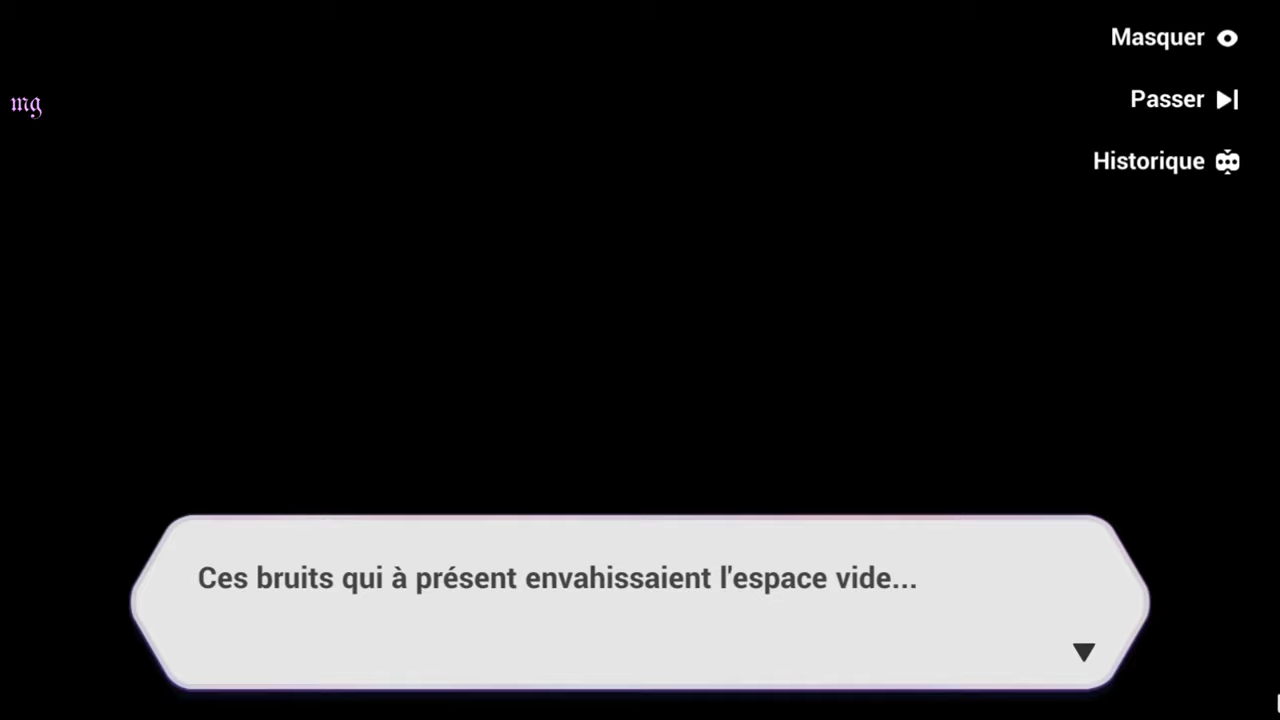 Masquer
mg
Passer
Historique
Ces bruits qui à présent envahissaient l'espace vide...